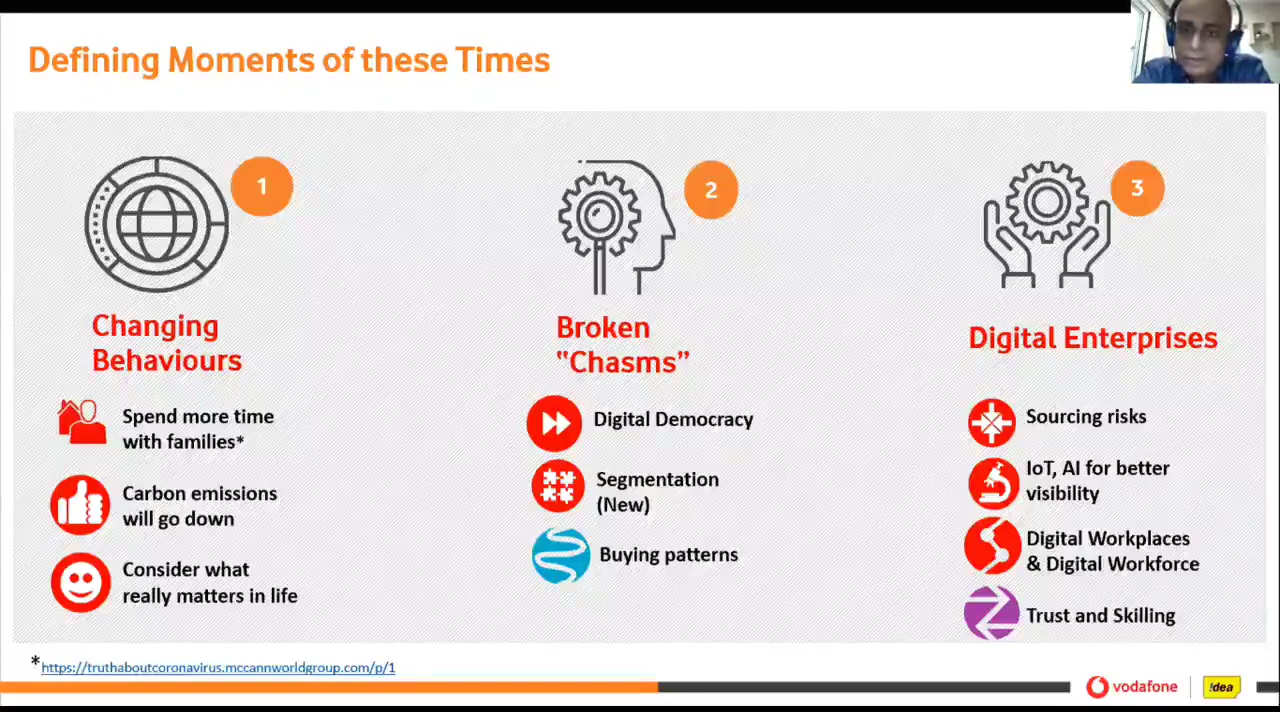 Defining Moments of these Times
1
Changing
Behaviours
Spend more time
with families*
Carbon emissions
will go down
Consider what
really matters in life
2
Broken
"Chasms"
Digital Democracy
Segmentation
(New)
Buying patterns
3
Digital Enterprises
Sourcing risks
IoT, AI for better
visibility
Digital Workplaces
& Digital Workforce
Trust and Skilling
*https://truthaboutcoronavirus.mccannworldgroup.com/p/1
vodafone
!dea